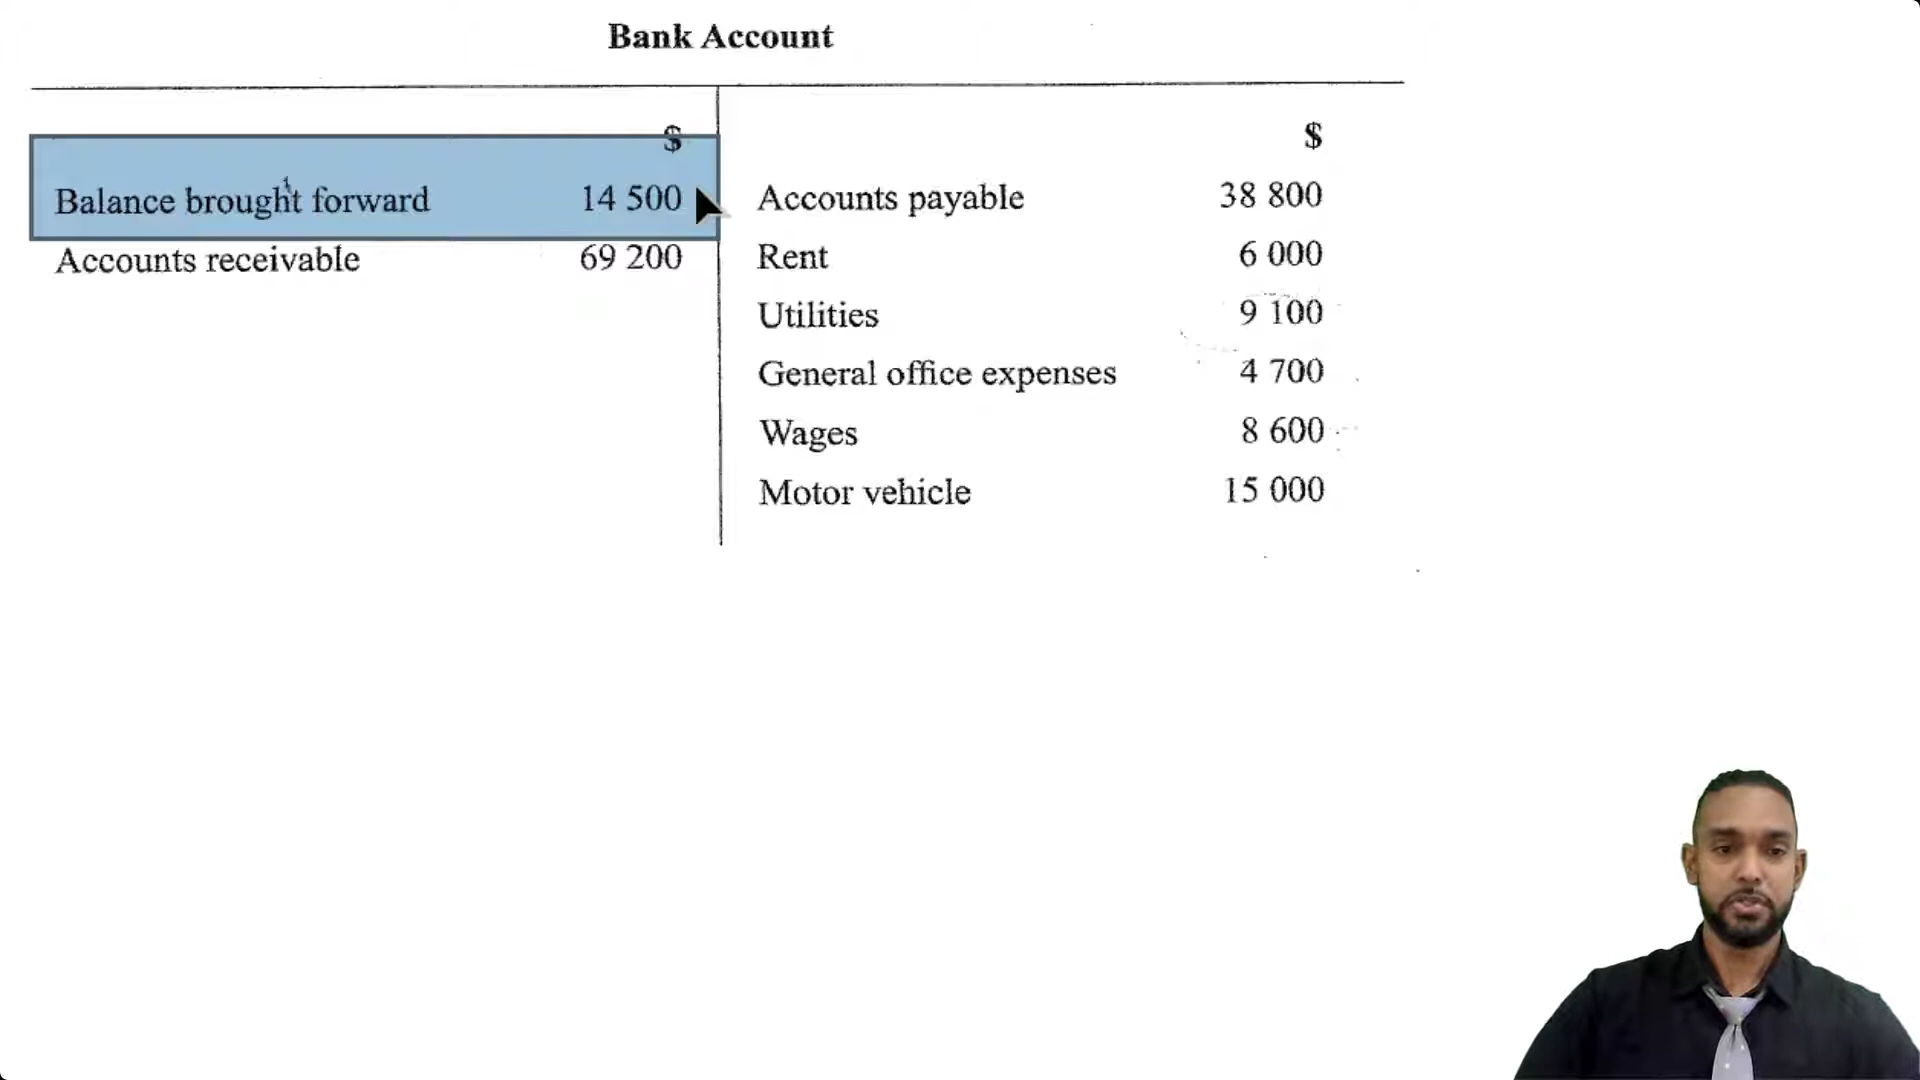 Bank Account
$ $
Balance brought forward 14 500 Accounts payable 38 800
Accounts receivable 69 200 Rent 6 000
Utilities 9 100
General office expenses 4 700
Wages 8 600
Motor vehicle 15 000